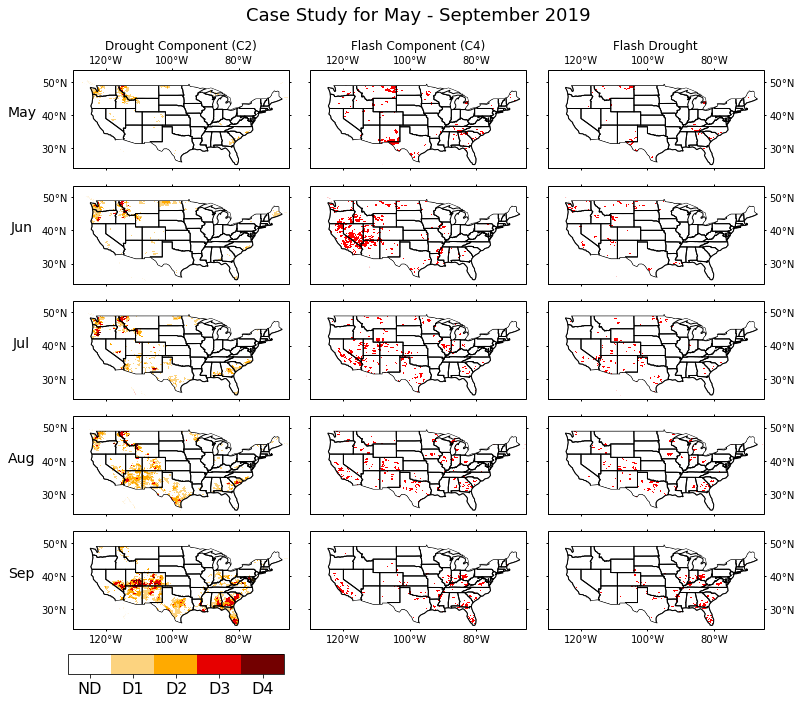 Case Study for May - September 2019
Drought Component (C2) Flash Component (C4) Flash Drought
120°W 100°W 80°W 120°W 100°W 80°W 120°W 100°W 80°W
50°N 50°N
May 40°N 40°N
30°N 30°N
50°N 50°N
Jun 40°N 40°N
30°N 30°N
50°N 50°N
Jul 40°N 40°N
30°N 30°N
50°N 50°N
Aug 40°N 40°N
30°N 30°N
50°N 50°N
Sep 40°N 40°N
30°N 30°N
120°W 100°W 80°W 120°W 100°W 80°W
ND D1 D2 D3 D4